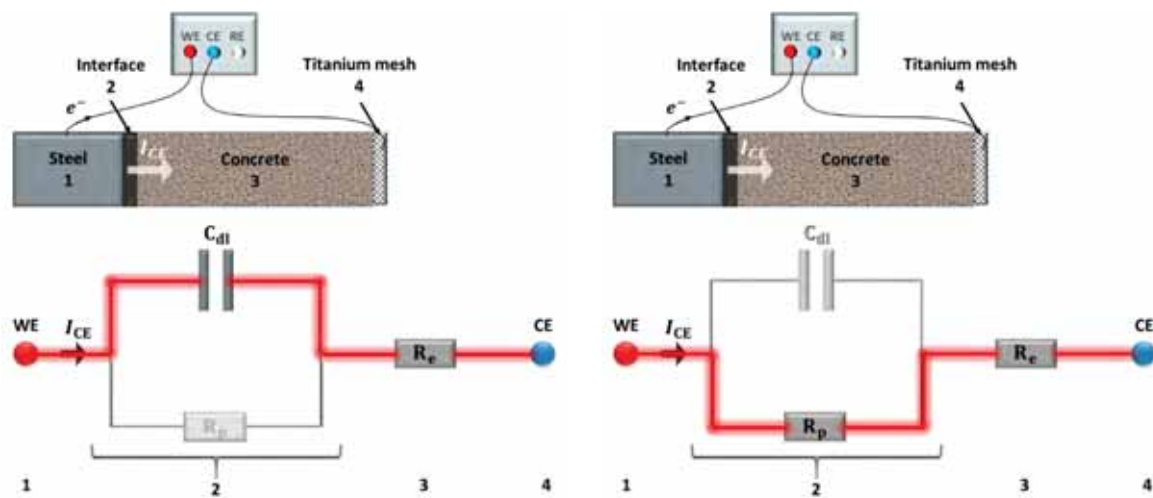 WE CE RE
Interface
2
Titanium mesh
4
e⁻
I_CE
Steel
1
Concrete
3
C_dl
WE
I_CE
CE
R_e
R_p
1
2
3
4
WE CE RE
Interface
2
Titanium mesh
4
e⁻
I_CE
Steel
1
Concrete
3
C_dl
WE
I_CE
CE
R_e
R_p
1
2
3
4